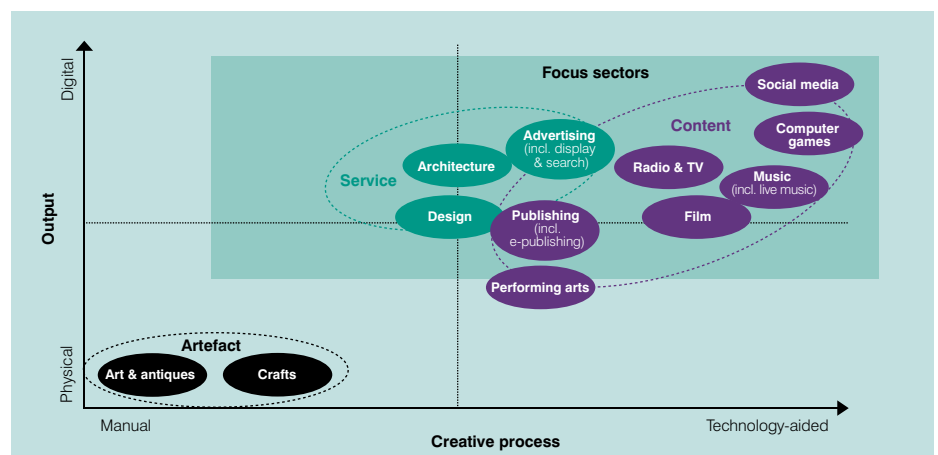 Digital
Focus sectors
Social media
Content
Advertising
(incl. display
& search)
Computer
games
Architecture
Radio & TV
Service
Music
(incl. live music)
Output
Design
Publishing
(incl.
e-publishing)
Film
Performing arts
Artefact
Physical
Art & antiques
Crafts
Manual
Technology-aided
Creative process